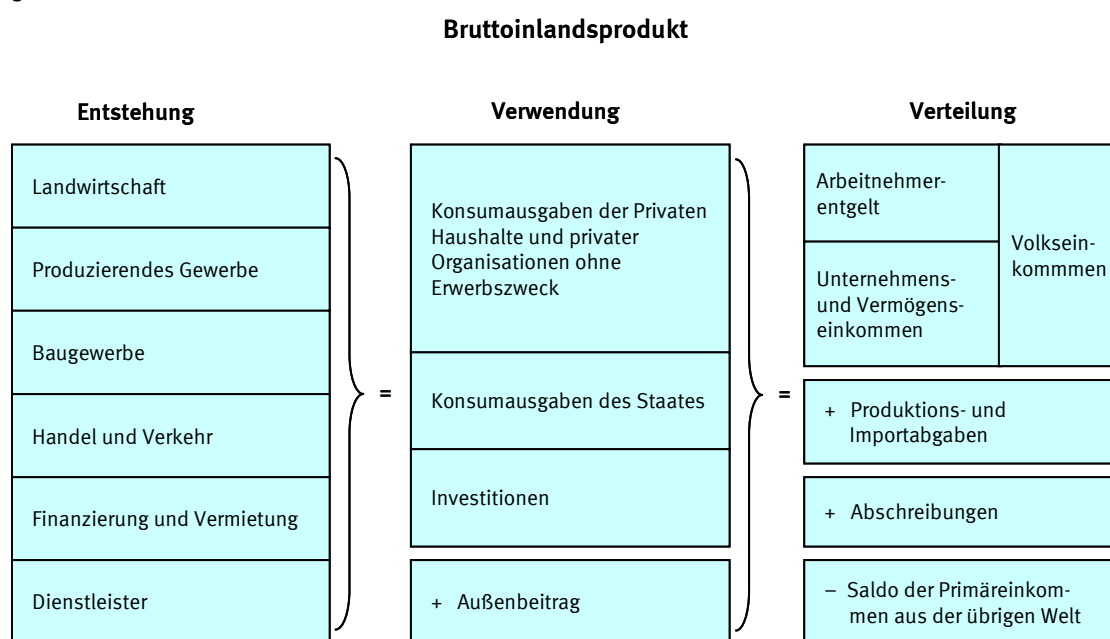 Bruttoinlandsprodukt
Entstehung
Landwirtschaft
Produzierendes Gewerbe
Baugewerbe
Handel und Verkehr
Finanzierung und Vermietung
Dienstleister
=
Verwendung
Konsumausgaben der Privaten
Haushalte und privater
Organisationen ohne
Erwerbszweck
Konsumausgaben des Staates
Investitionen
+ Außenbeitrag
=
Verteilung
Arbeitnehmer-
entgelt
Unternehmens-
und Vermögens-
einkommen
Volksein-
kommmen
+ Produktions- und
Importabgaben
+ Abschreibungen
– Saldo der Primäreinkom-
men aus der übrigen Welt